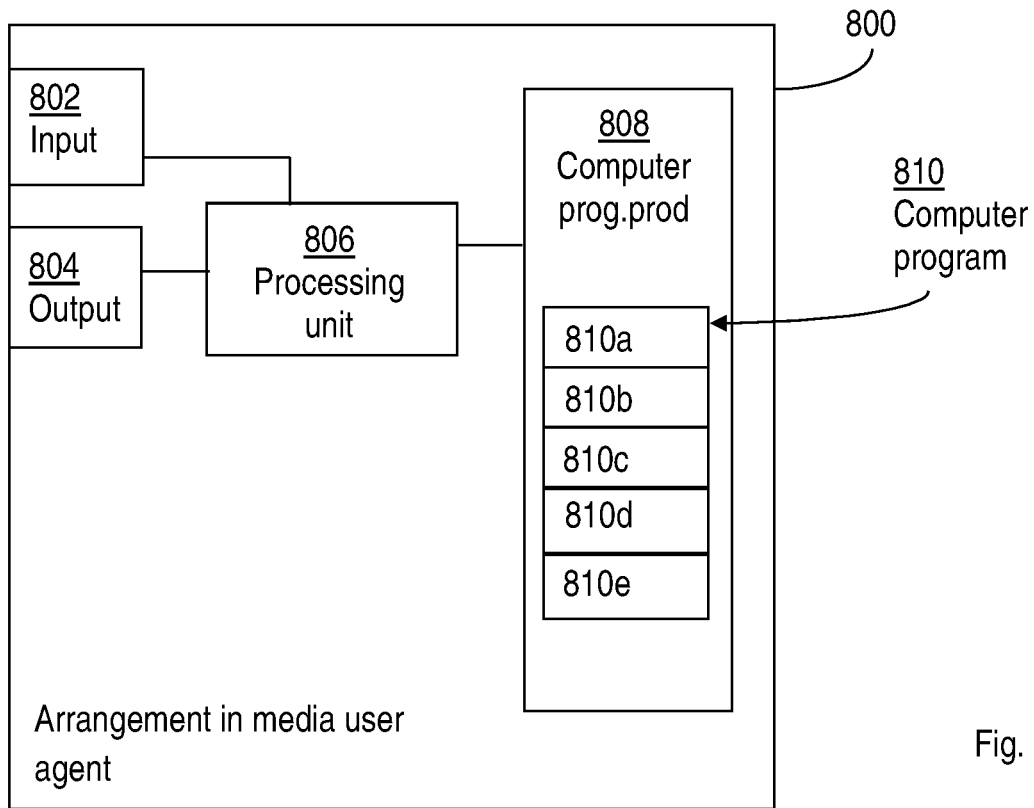 800
802
Input
804
Output
806
Processing
unit
808
Computer
prog.prod
810
Computer
program
810a
810b
810c
810d
810e
Arrangement in media user
agent
Fig.